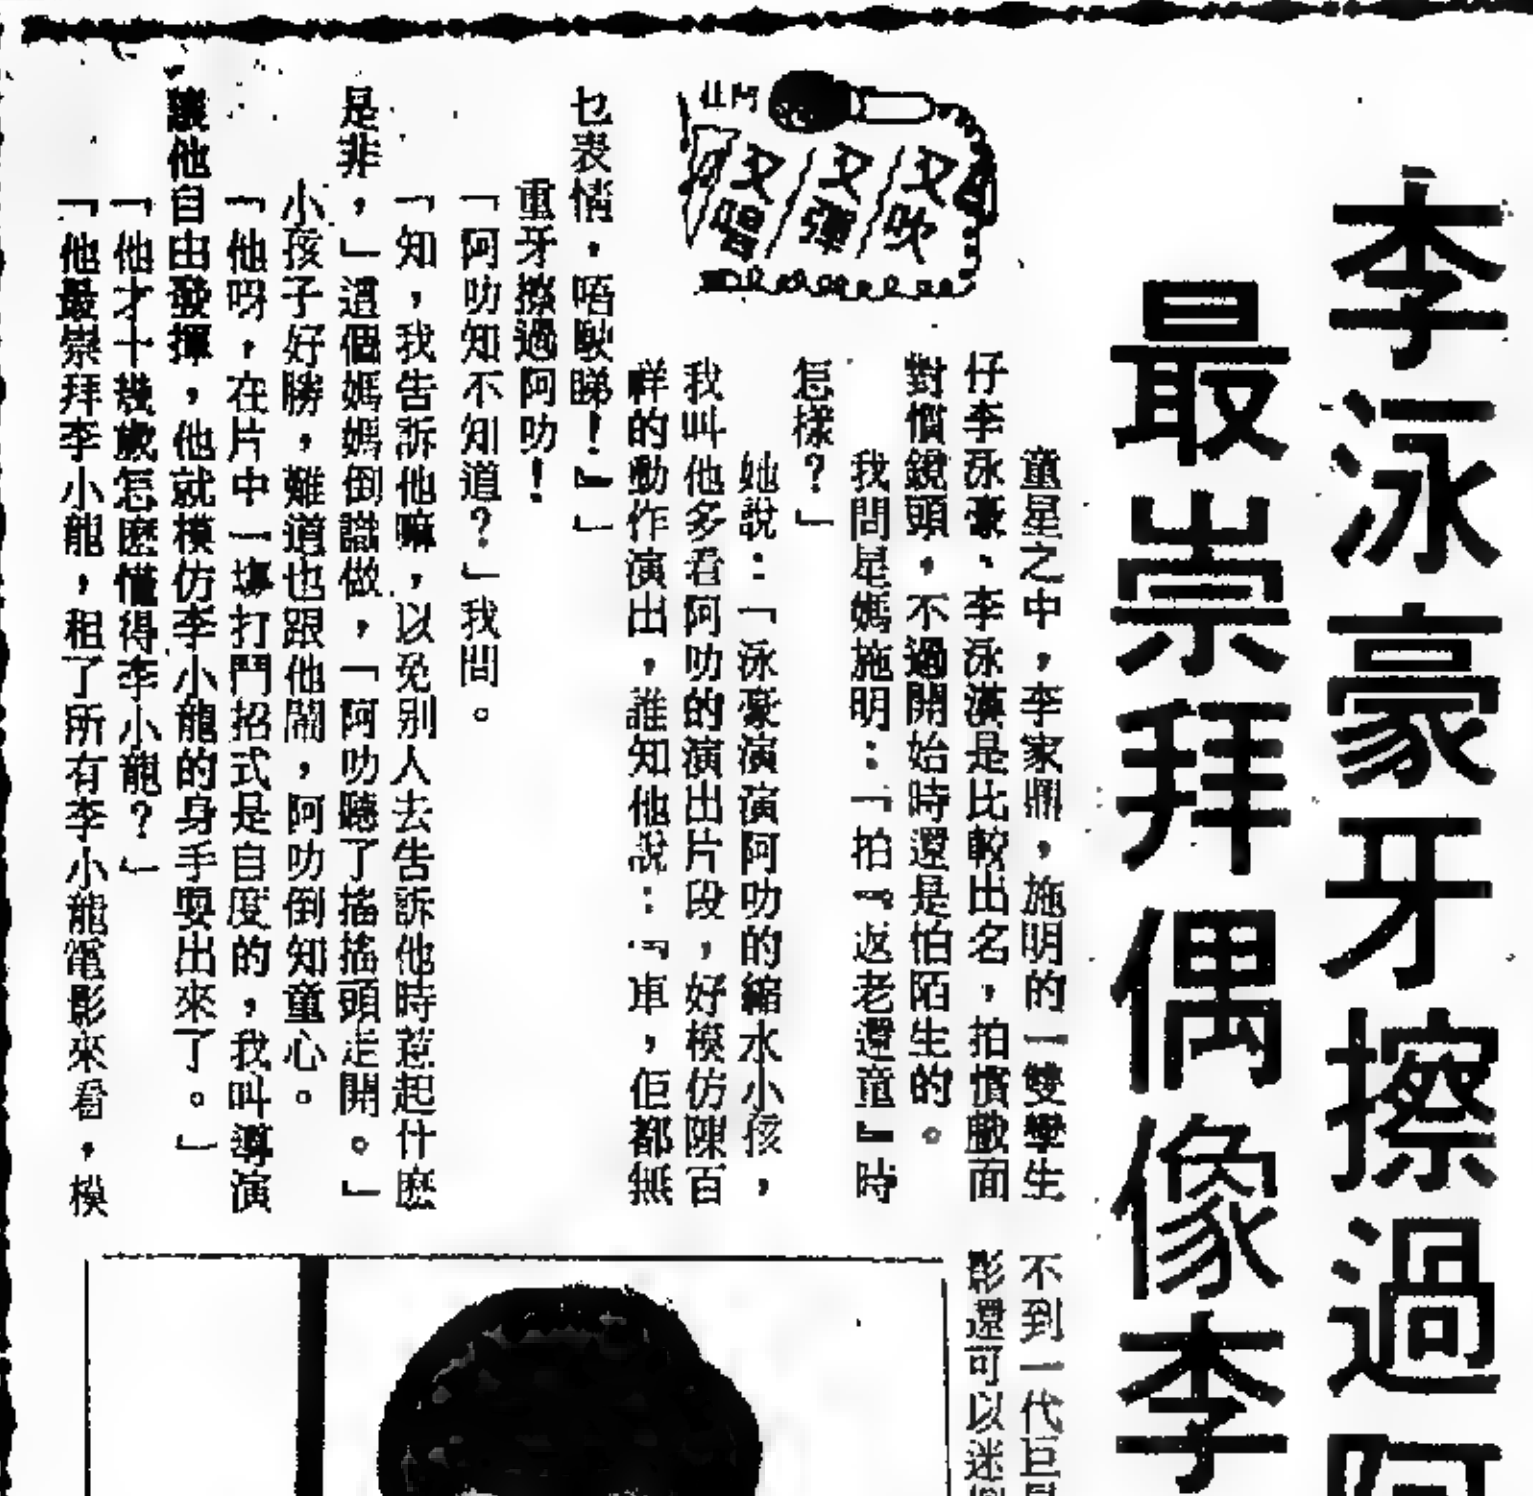 李泳豪牙擦過阿
最崇拜偶像李
又吹
又彈
又唱
童星之中，李家鼎，施明的一雙孿生
仔李泳豪、李泳漢是比較出名，拍慣戲面
對慣鏡頭，不過開始時還是怕陌生的。
我問星媽施明：「拍『返老還童』時
怎樣？」
她說：「泳豪演演阿叻的縮水小孩，
我叫他多看阿叻的演出片段，好模仿陳百
祥的動作演出，誰知他說：『車，佢都無
乜表情，唔駛睇！』」
重牙擦過阿叻！
「阿叻知不知道？」我問。
「知，我告訴他嘛，以免別人去告訴他時惹起什麽
是非，」這個媽媽倒識做，「阿叻聽了搖搖頭走開。」
小孩子好勝，難道也跟他鬧，阿叻倒知童心。
「他呀，在片中一場打鬥招式是自度的，我叫導演
讓他自由發揮，他就模仿李小龍的身手耍出來了。」
「他才十幾歲怎麽懂得李小龍？」
「他最崇拜李小龍，租了所有李小龍電影來看，模
不到一代巨星
影還可以迷倒